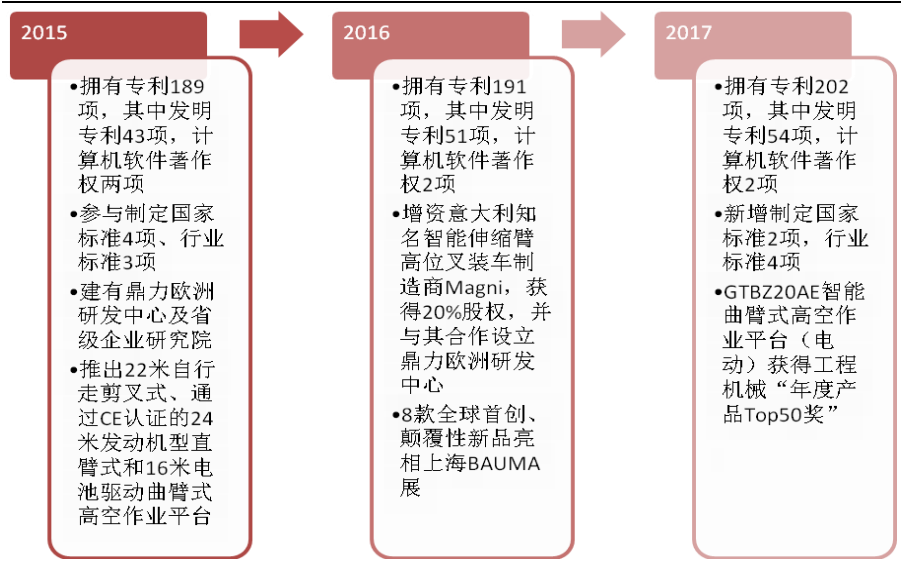 2015
•拥有专利189
项，其中发明
专利43项，计
算机软件著作
权两项
•参与制定国家
标准4项、行业
标准3项
•建有鼎力欧洲
研发中心及省
级企业研究院
•推出22米自行
走剪叉式、通
过CE认证的24
米发动机型直
臂式和16米电
池驱动曲臂式
高空作业平台
2016
•拥有专利191
项，其中发明
专利51项，计
算机软件著作
权2项
•增资意大利知
名智能伸缩臂
高位叉装车制
造商Magni，获
得20%股权，并
与其合作设立
鼎力欧洲研发
中心
•8款全球首创、
颠覆性新品亮
相上海BAUMA
展
2017
•拥有专利202
项，其中发明
专利54项，计
算机软件著作
权2项
•新增制定国家
标准2项，行业
标准4项
•GTBZ20AE智能
曲臂式高空作
业平台（电
动）获得工程
机械“年度产
品Top50奖”